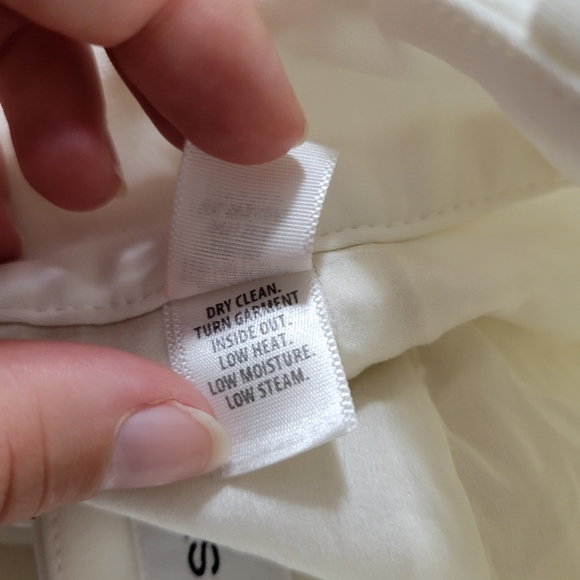 DRY CLEAN.
TURN GARMENT
INSIDE OUT.
LOW HEAT.
LOW MOISTURE.
LOW STEAM.
S